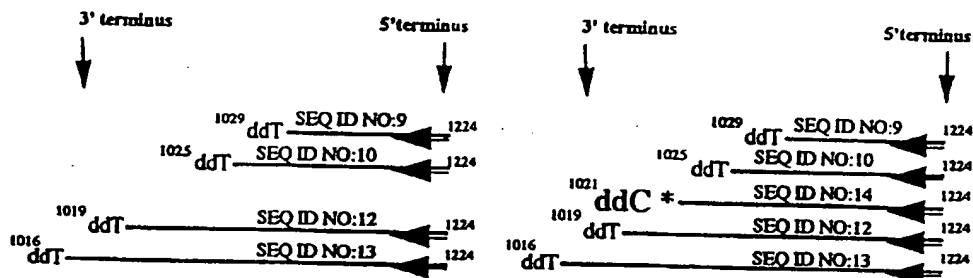 3' terminus
5'terminus
1029 ddT SEQ ID NO:9 1224
1025 ddT SEQ ID NO:10 1224
1019 ddT SEQ ID NO:12 1224
1016 ddT SEQ ID NO:13 1224
3' terminus
5'terminus
1029 ddT SEQ ID NO:9 1224
1025 ddT SEQ ID NO:10 1224
1021 ddC * SEQ ID NO:14 1224
1019 ddT SEQ ID NO:12 1224
1016 ddT SEQ ID NO:13 1224